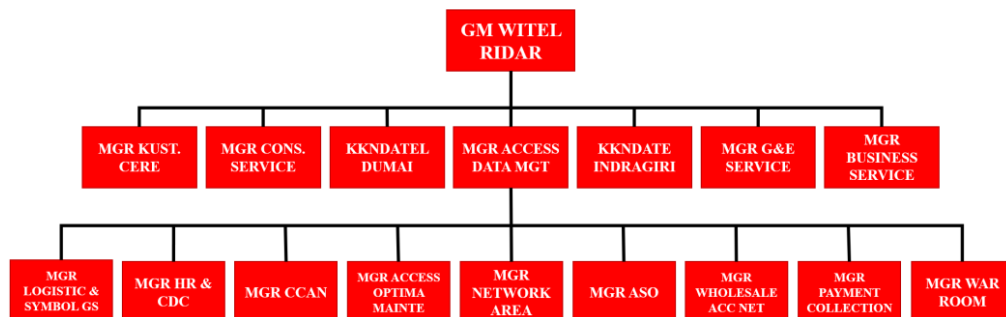 GM WITEL
RIDAR
MGR KUST.
CERE
MGR CONS.
SERVICE
KKNDATEL
DUMAI
MGR ACCESS
DATA MGT
KKNDATE
INDRAGIRI
MGR G&E
SERVICE
MGR
BUSINESS
SERVICE
MGR
LOGISTIC &
SYMBOL GS
MGR HR &
CDC
MGR CCAN
MGR ACCESS
OPTIMA
MAINTE
MGR
NETWORK
AREA
MGR ASO
MGR
WHOLESALE
ACC NET
MGR
PAYMENT
COLLECTION
MGR WAR
ROOM